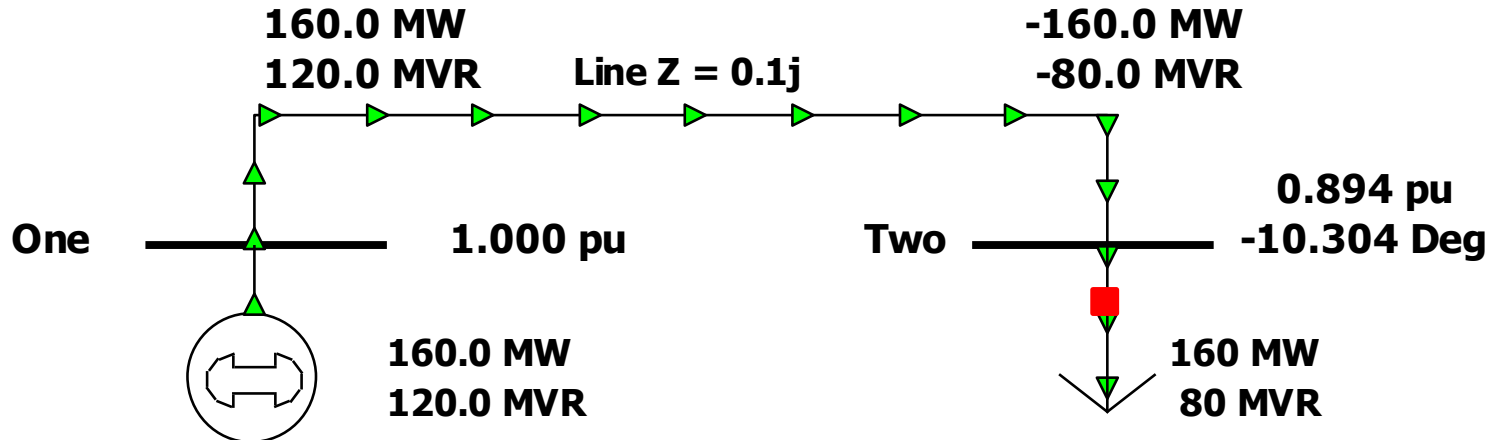 160.0 MW
120.0 MVR
Line Z = 0.1j
-160.0 MW
-80.0 MVR
One
1.000 pu
Two
0.894 pu
-10.304 Deg
160.0 MW
120.0 MVR
160 MW
80 MVR